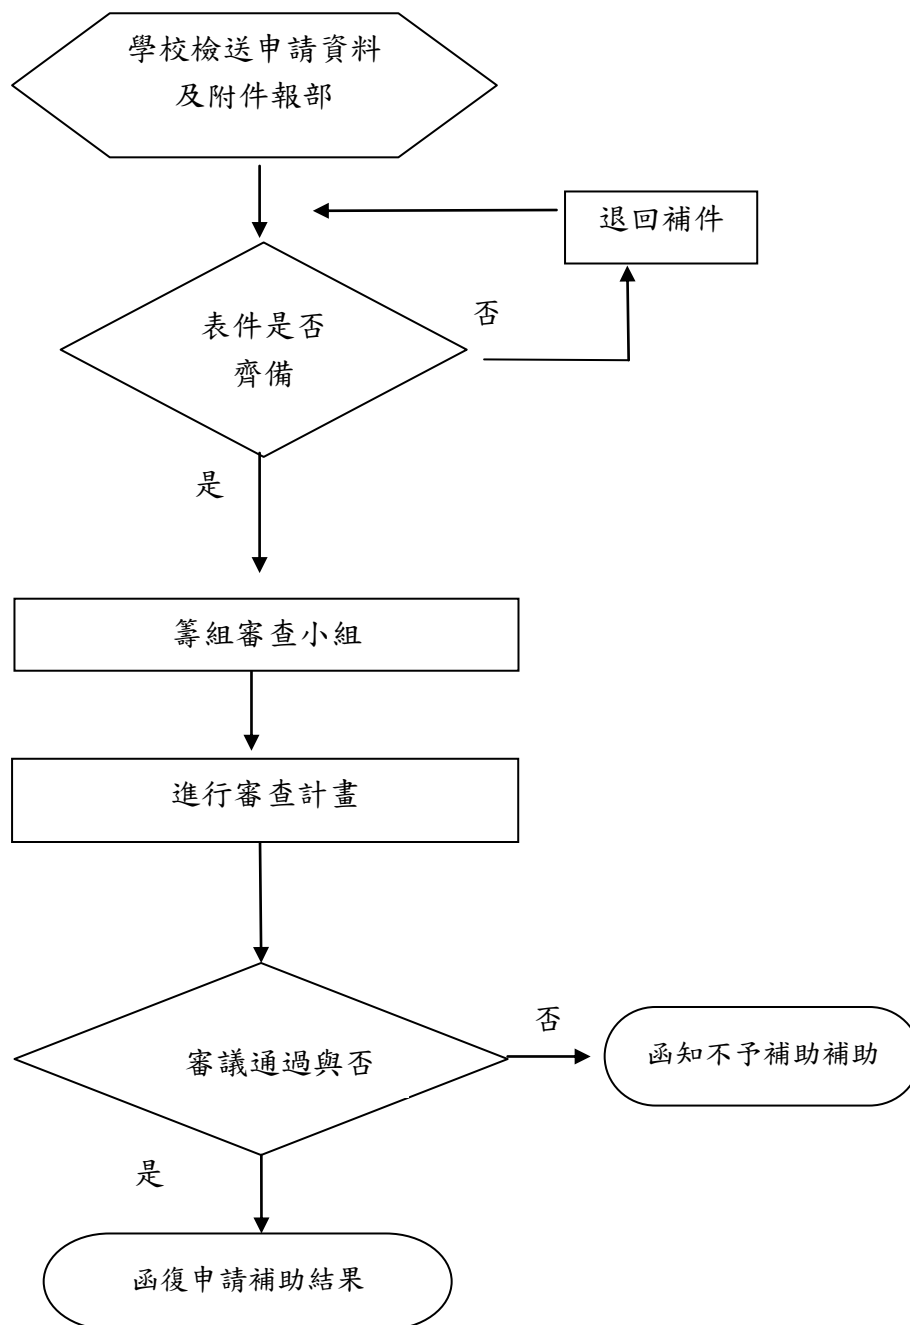 學校檢送申請資料
及附件報部
退回補件
表件是否
齊備
否
是
籌組審查小組
進行審查計畫
審議通過與否
否
函知不予補助補助
是
函復申請補助結果